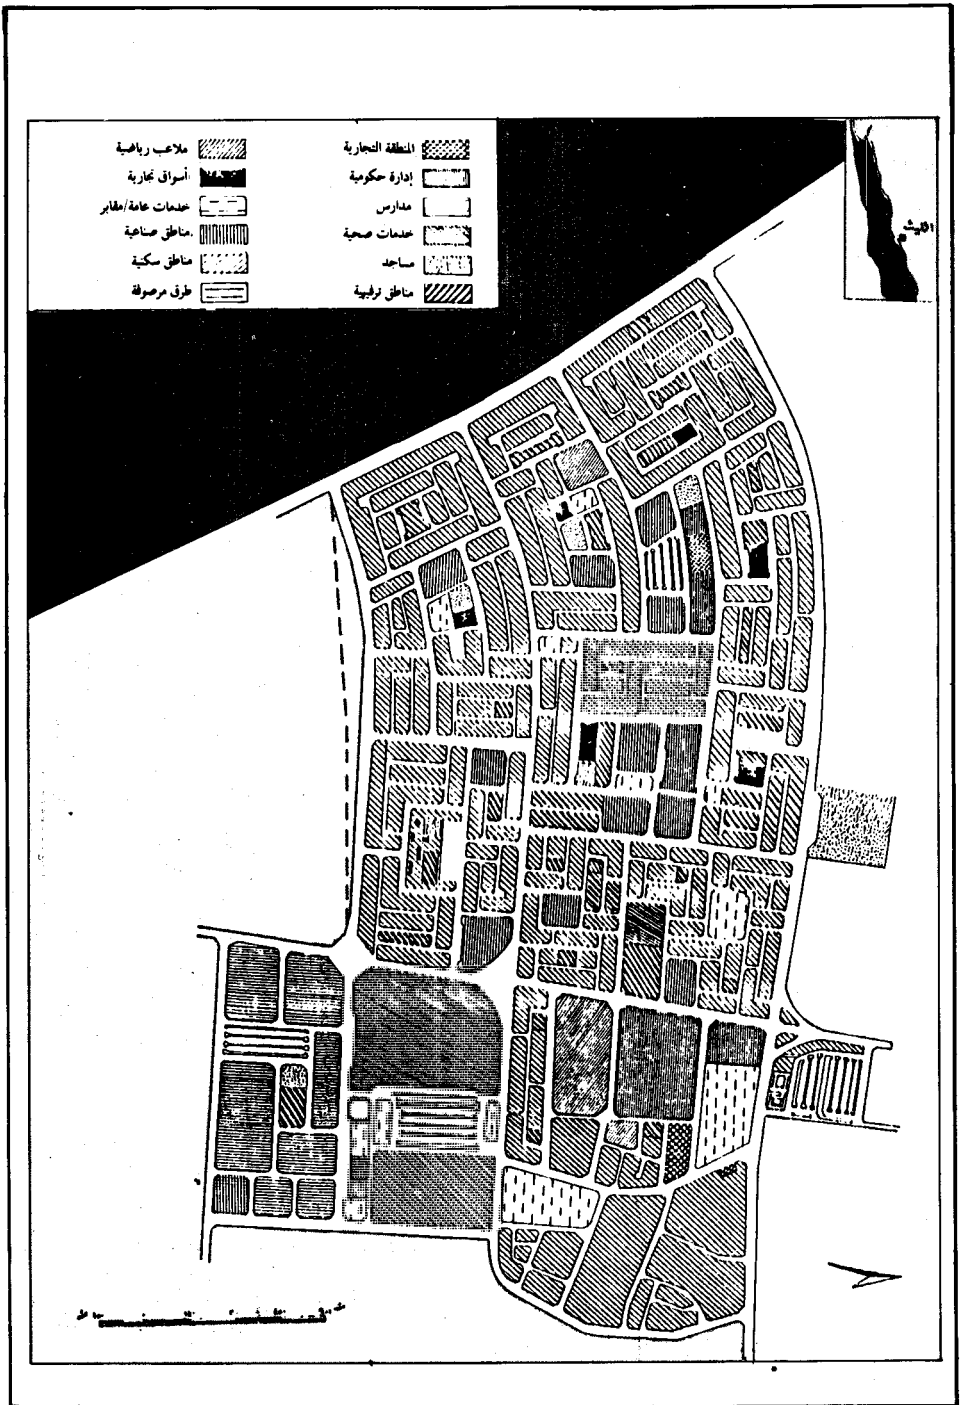 المنطقة التجارية
إدارة حكومية
مدارس
خدمات صحية
مساجد
مناطق ترفيهية
ملاعب رياضية
أسواق تجارية
خدمات عامة/مقابر
مناطق صناعية
مناطق سكنية
طرق مرصوفة
الليث